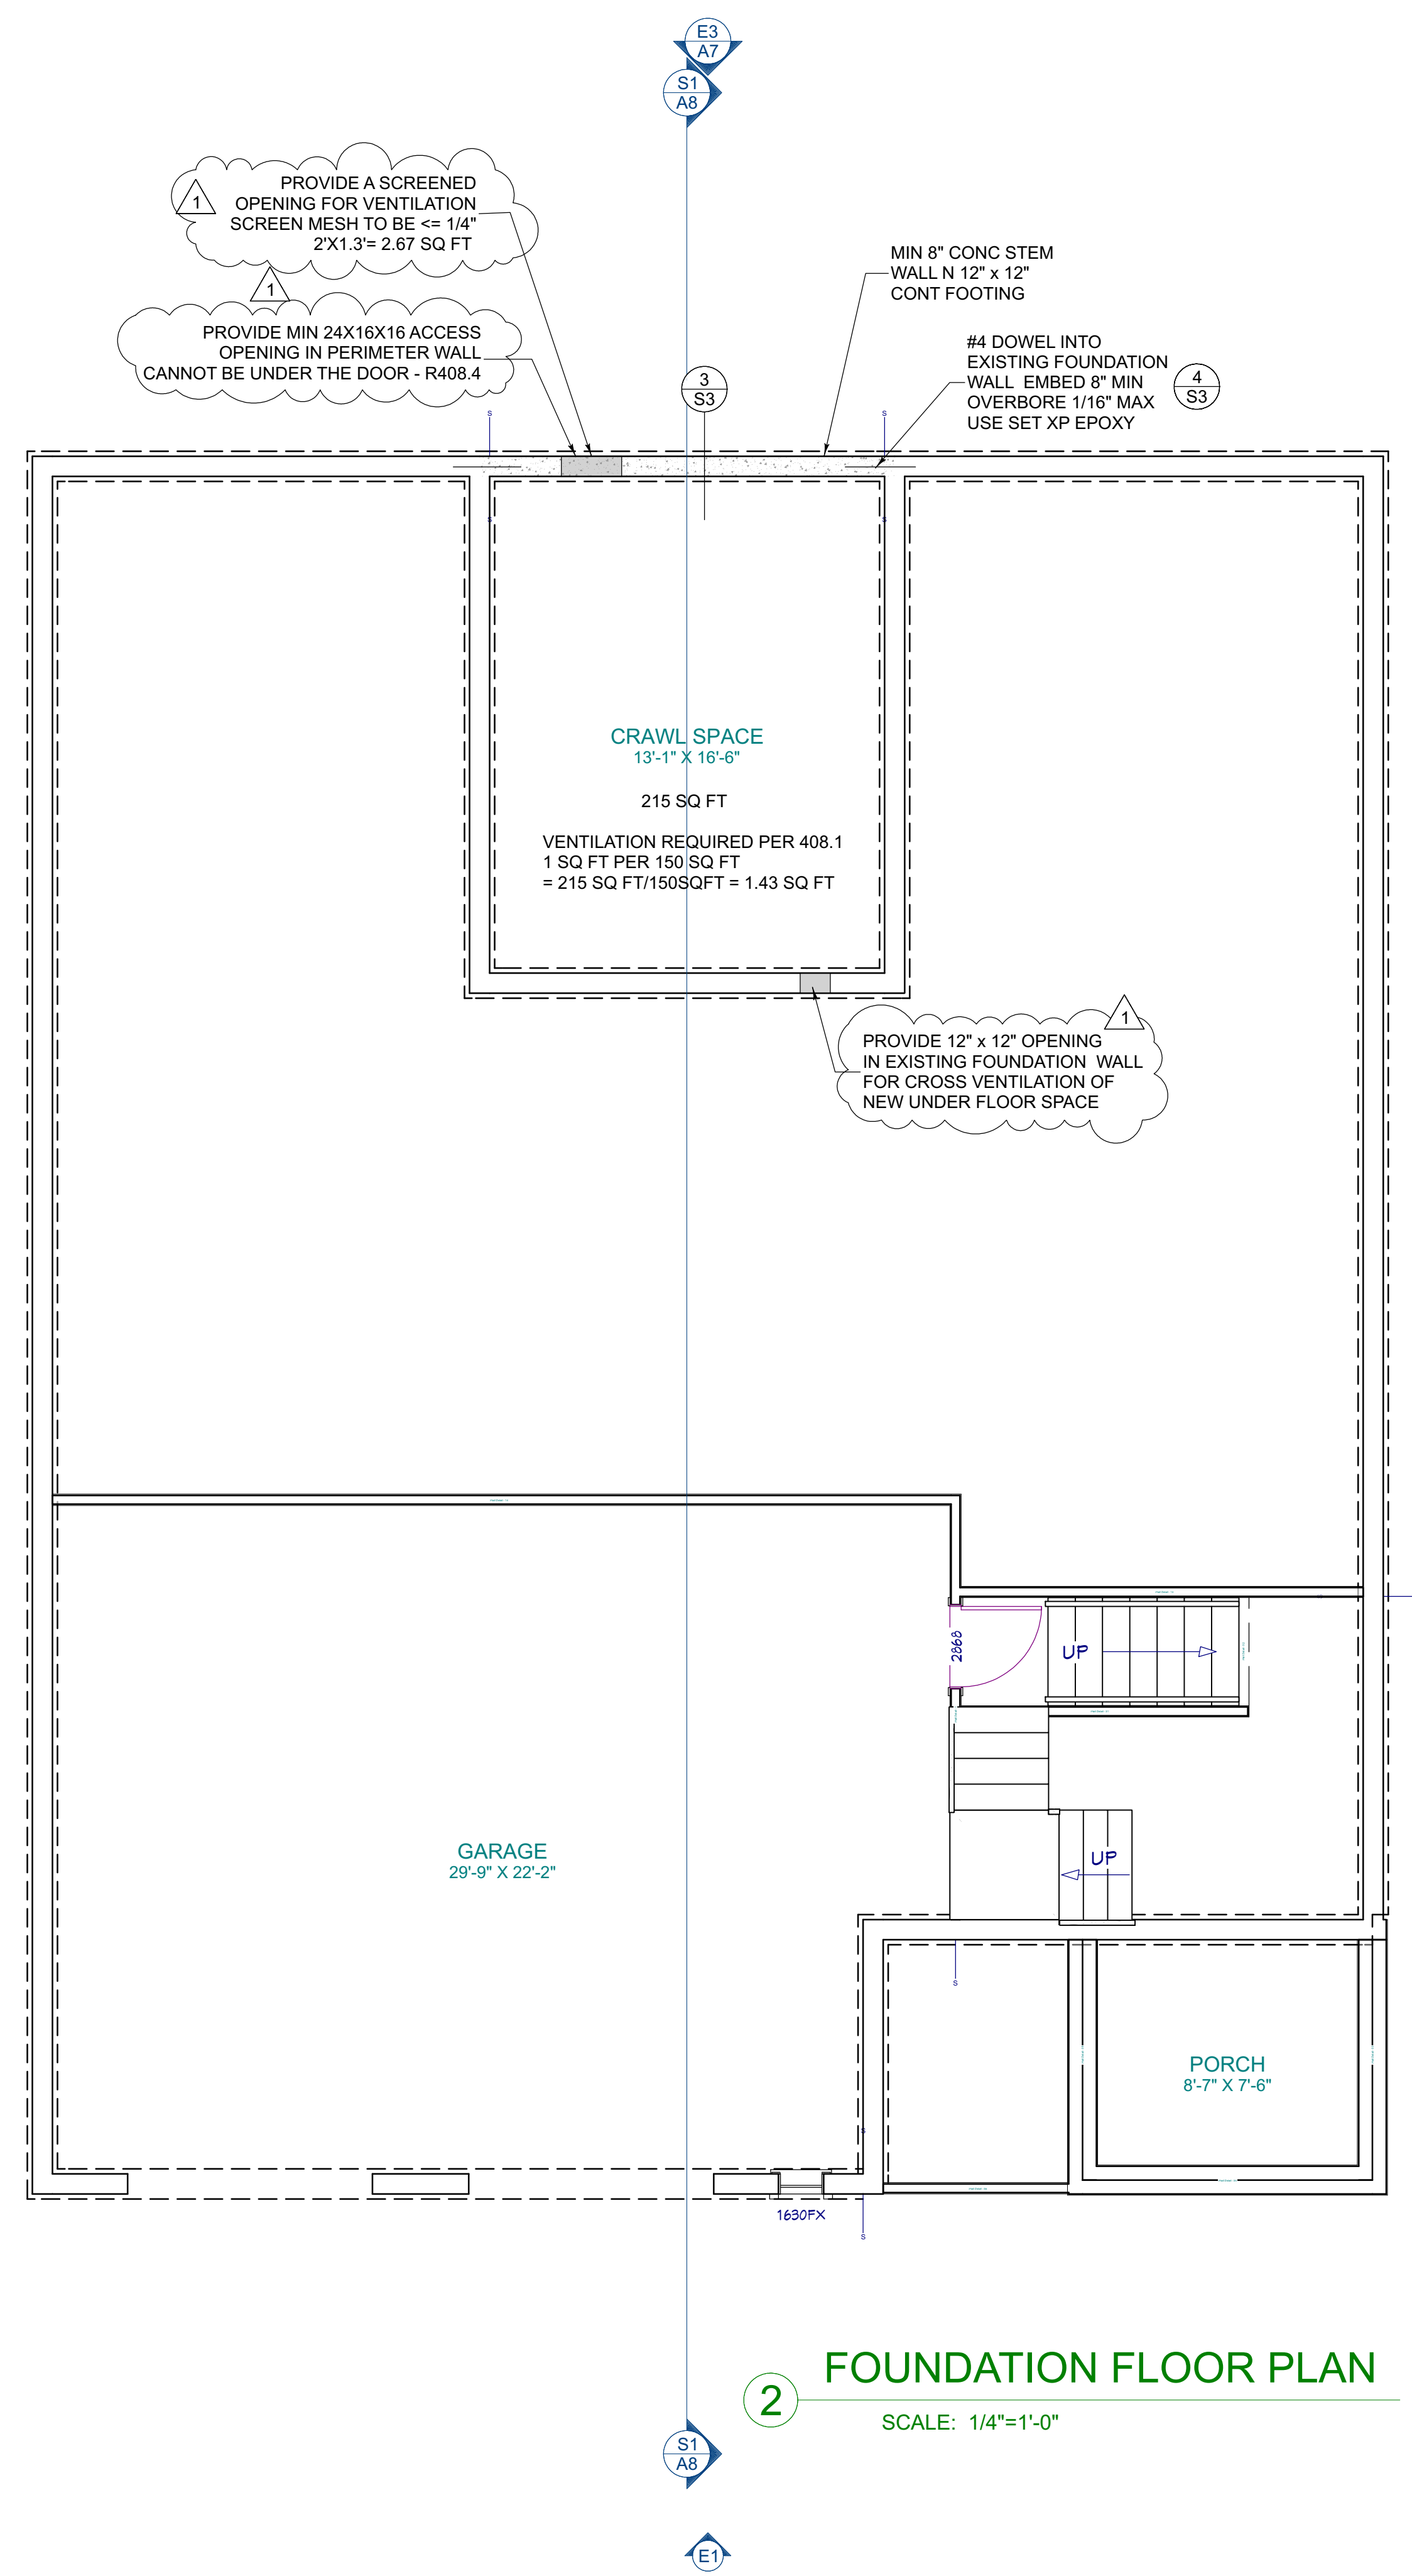 E3
A7
S1
A8
1
PROVIDE A SCREENED
OPENING FOR VENTILATION
SCREEN MESH TO BE <= 1/4"
2'X1.3'= 2.67 SQ FT
1
PROVIDE MIN 24X16X16 ACCESS
OPENING IN PERIMETER WALL
CANNOT BE UNDER THE DOOR - R408.4
MIN 8" CONC STEM
WALL N 12" x 12"
CONT FOOTING
#4 DOWEL INTO
EXISTING FOUNDATION
WALL EMBED 8" MIN
OVERBORE 1/16" MAX
USE SET XP EPOXY
4
S3
3
S3
S
S
S
S
CRAWL SPACE
13'-1" X 16'-6"
215 SQ FT
VENTILATION REQUIRED PER 408.1
1 SQ FT PER 150 SQ FT
= 215 SQ FT/150SQFT = 1.43 SQ FT
1
PROVIDE 12" x 12" OPENING
IN EXISTING FOUNDATION WALL
FOR CROSS VENTILATION OF
NEW UNDER FLOOR SPACE
2868
UP
UP
GARAGE
29'-9" X 22'-2"
S
PORCH
8'-7" X 7'-6"
S
1630FX
S
FOUNDATION FLOOR PLAN
2
SCALE: 1/4"=1'-0"
S1
A8
E1